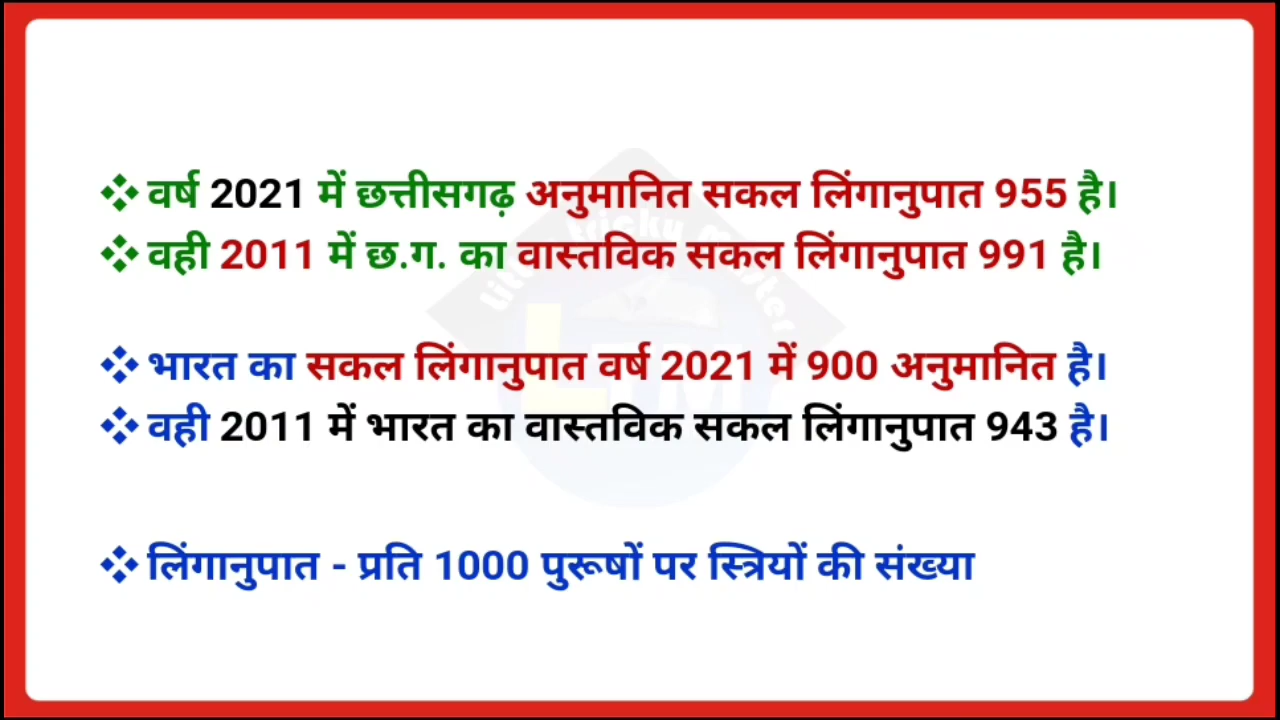 ❖ वर्ष 2021 में छत्तीसगढ़ अनुमानित सकल लिंगानुपात 955 है।
❖ वही 2011 में छ.ग. का वास्तविक सकल लिंगानुपात 991 है।
❖ भारत का सकल लिंगानुपात वर्ष 2021 में 900 अनुमानित है।
❖ वही 2011 में भारत का वास्तविक सकल लिंगानुपात 943 है।
❖ लिंगानुपात - प्रति 1000 पुरूषों पर स्त्रियों की संख्या